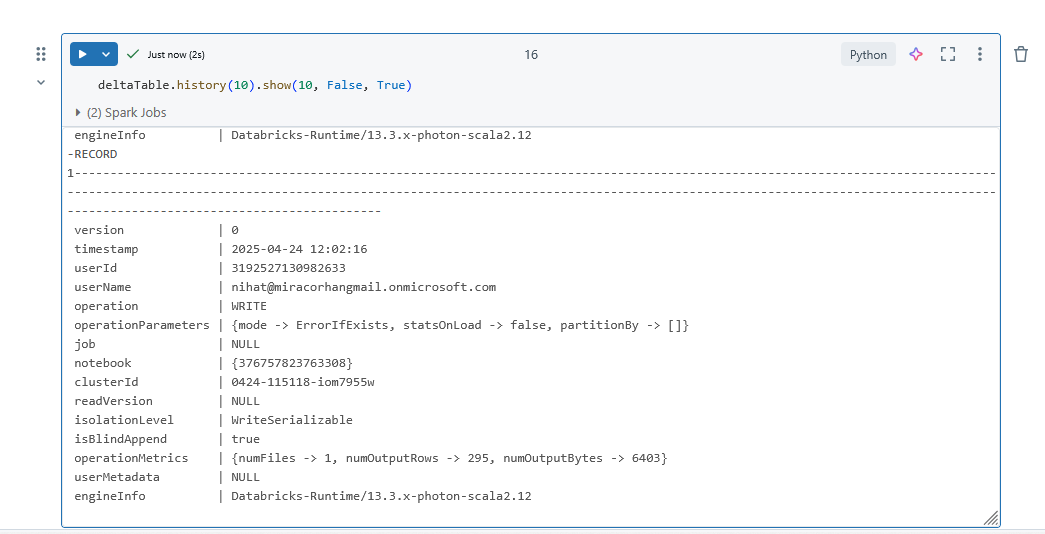 Just now (2s)
16
Python
deltaTable.history(10).show(10, False, True)
(2) Spark Jobs
engineInfo | Databricks-Runtime/13.3.x-photon-scala2.12
-RECORD
1-----------------------------------------------------------------------------------------------------------------------------------
------------------------------------------------------------------------------------------------------------------------------------
--------------------------------------------
version | 0
timestamp | 2025-04-24 12:02:16
userId | 3192527130982633
userName | nihat@miracorhangmail.onmicrosoft.com
operation | WRITE
operationParameters | {mode -> ErrorIfExists, statsOnLoad -> false, partitionBy -> []}
job | NULL
notebook | {376757823763308}
clusterId | 0424-115118-iom7955w
readVersion | NULL
isolationLevel | WriteSerializable
isBlindAppend | true
operationMetrics | {numFiles -> 1, numOutputRows -> 295, numOutputBytes -> 6403}
userMetadata | NULL
engineInfo | Databricks-Runtime/13.3.x-photon-scala2.12